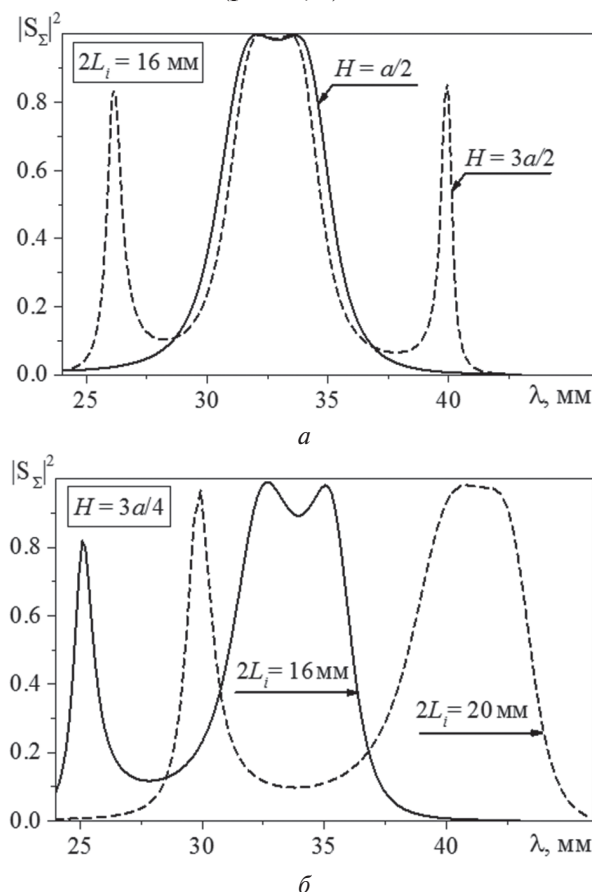 |S_Σ|²
2L_i = 16 мм
H = a/2
H = 3a/2
0.8
0.6
0.4
0.2
0.0
25 30 35 40 λ, мм
а
|S_Σ|²
H = 3a/4
0.8
0.6
0.4
0.2
0.0
2L_i = 16 мм
2L_i = 20 мм
25 30 35 40 λ, мм
б